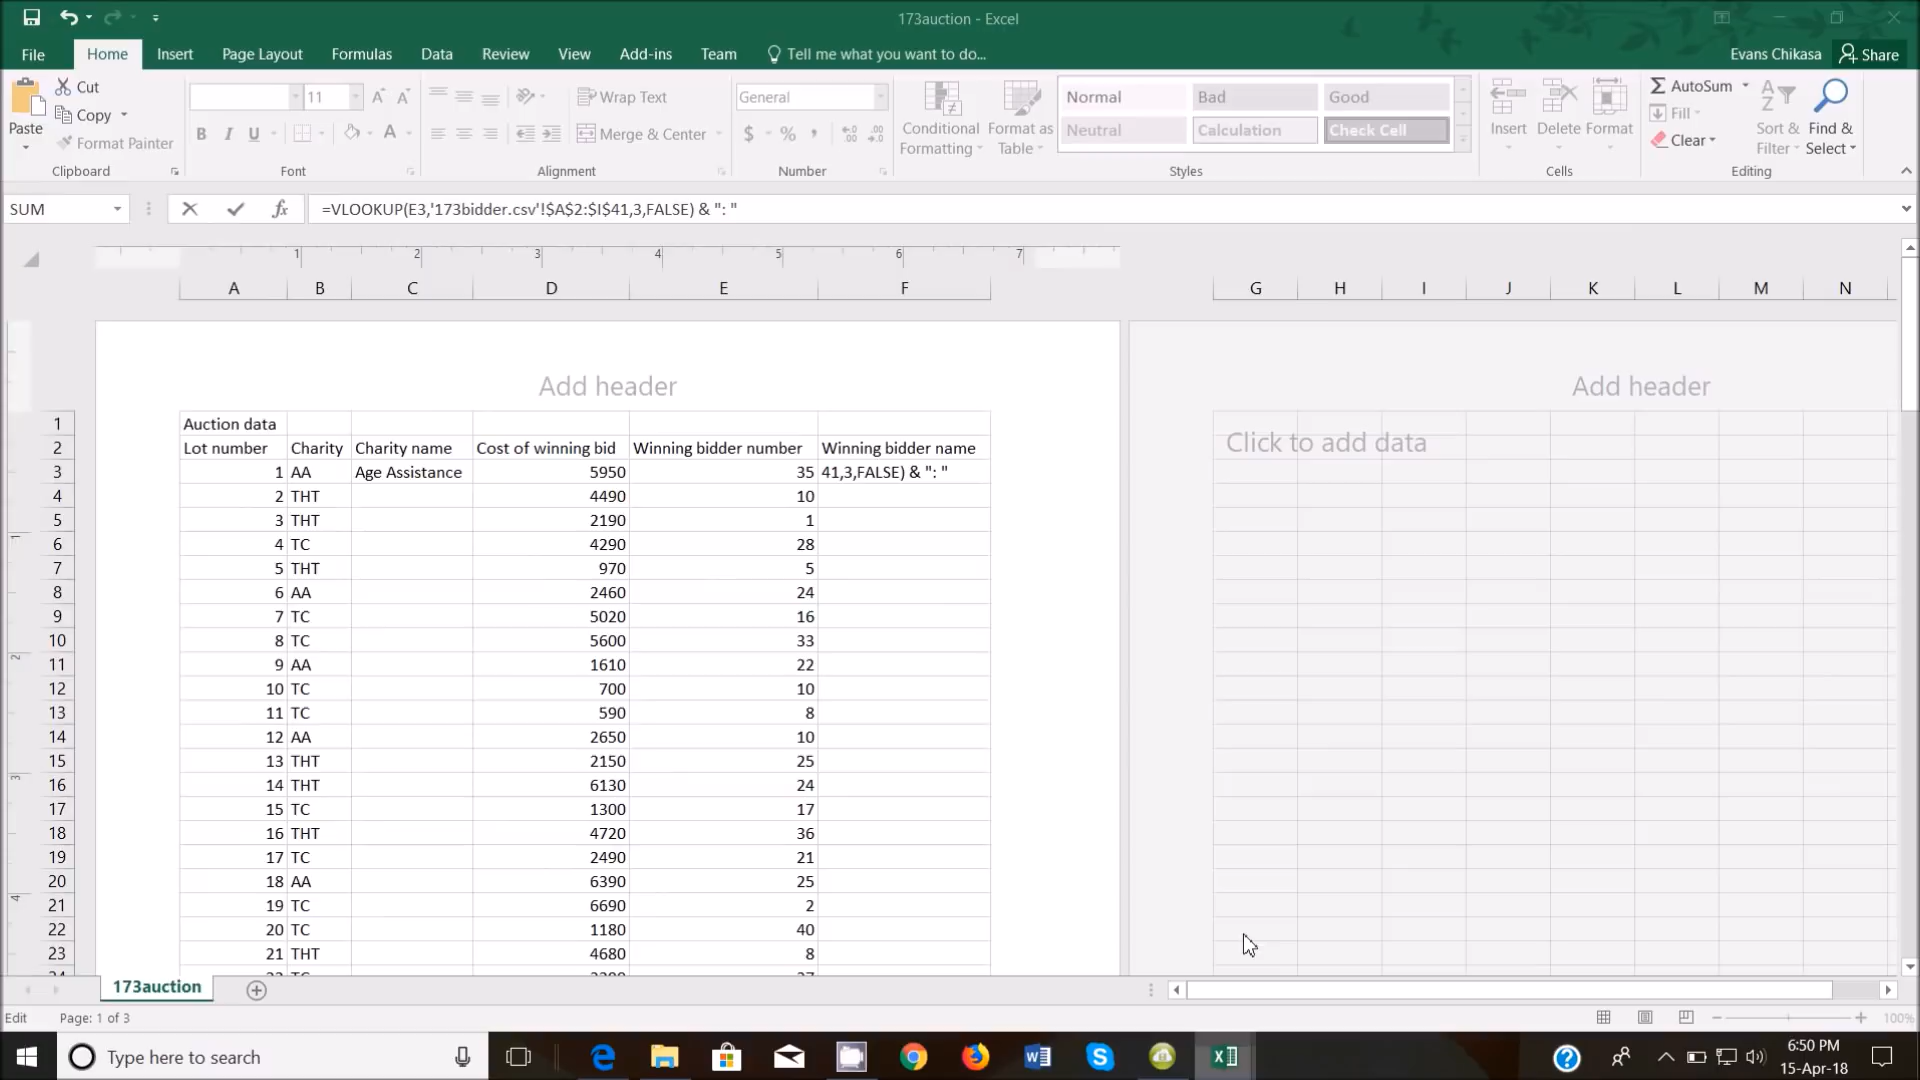 173auction - Excel
File Home Insert Page Layout Formulas Data Review View Add-ins Team Tell me what you want to do... Evans Chikasa Share
Cut AutoSum
11 Wrap Text General Normal Bad Good
Copy Fill
Paste Conditional Format as Insert Delete Format Sort & Find &
B I U A Merge & Center $ % , Neutral Calculation Check Cell
Format Painter Formatting Table Clear Filter Select
Clipboard Font Alignment Number Styles Cells Editing
SUM fx =VLOOKUP(E3,'173bidder.csv'!$A$2:$I$41,3,FALSE) & ": "
1 2 3 4 5 6 7
A B C D E F G H I J K L M N
Add header Add header
1 Auction data
2 Lot number Charity Charity name Cost of winning bid Winning bidder number Winning bidder name Click to add data
3 1 AA Age Assistance 5950 35 41,3,FALSE) & ": "
4 2 THT 4490 10
5 3 THT 2190 1
6 4 TC 4290 28
7 5 THT 970 5
8 6 AA 2460 24
9 7 TC 5020 16
10 8 TC 5600 33
11 9 AA 1610 22
12 10 TC 700 10
13 11 TC 590 8
14 12 AA 2650 10
15 13 THT 2150 25
16 14 THT 6130 24
17 15 TC 1300 17
18 16 THT 4720 36
19 17 TC 2490 21
20 18 AA 6390 25
21 19 TC 6690 2
22 20 TC 1180 40
23 21 THT 4680 8
173auction
Edit Page: 1 of 3 100%
Type here to search 6:50 PM
15-Apr-18